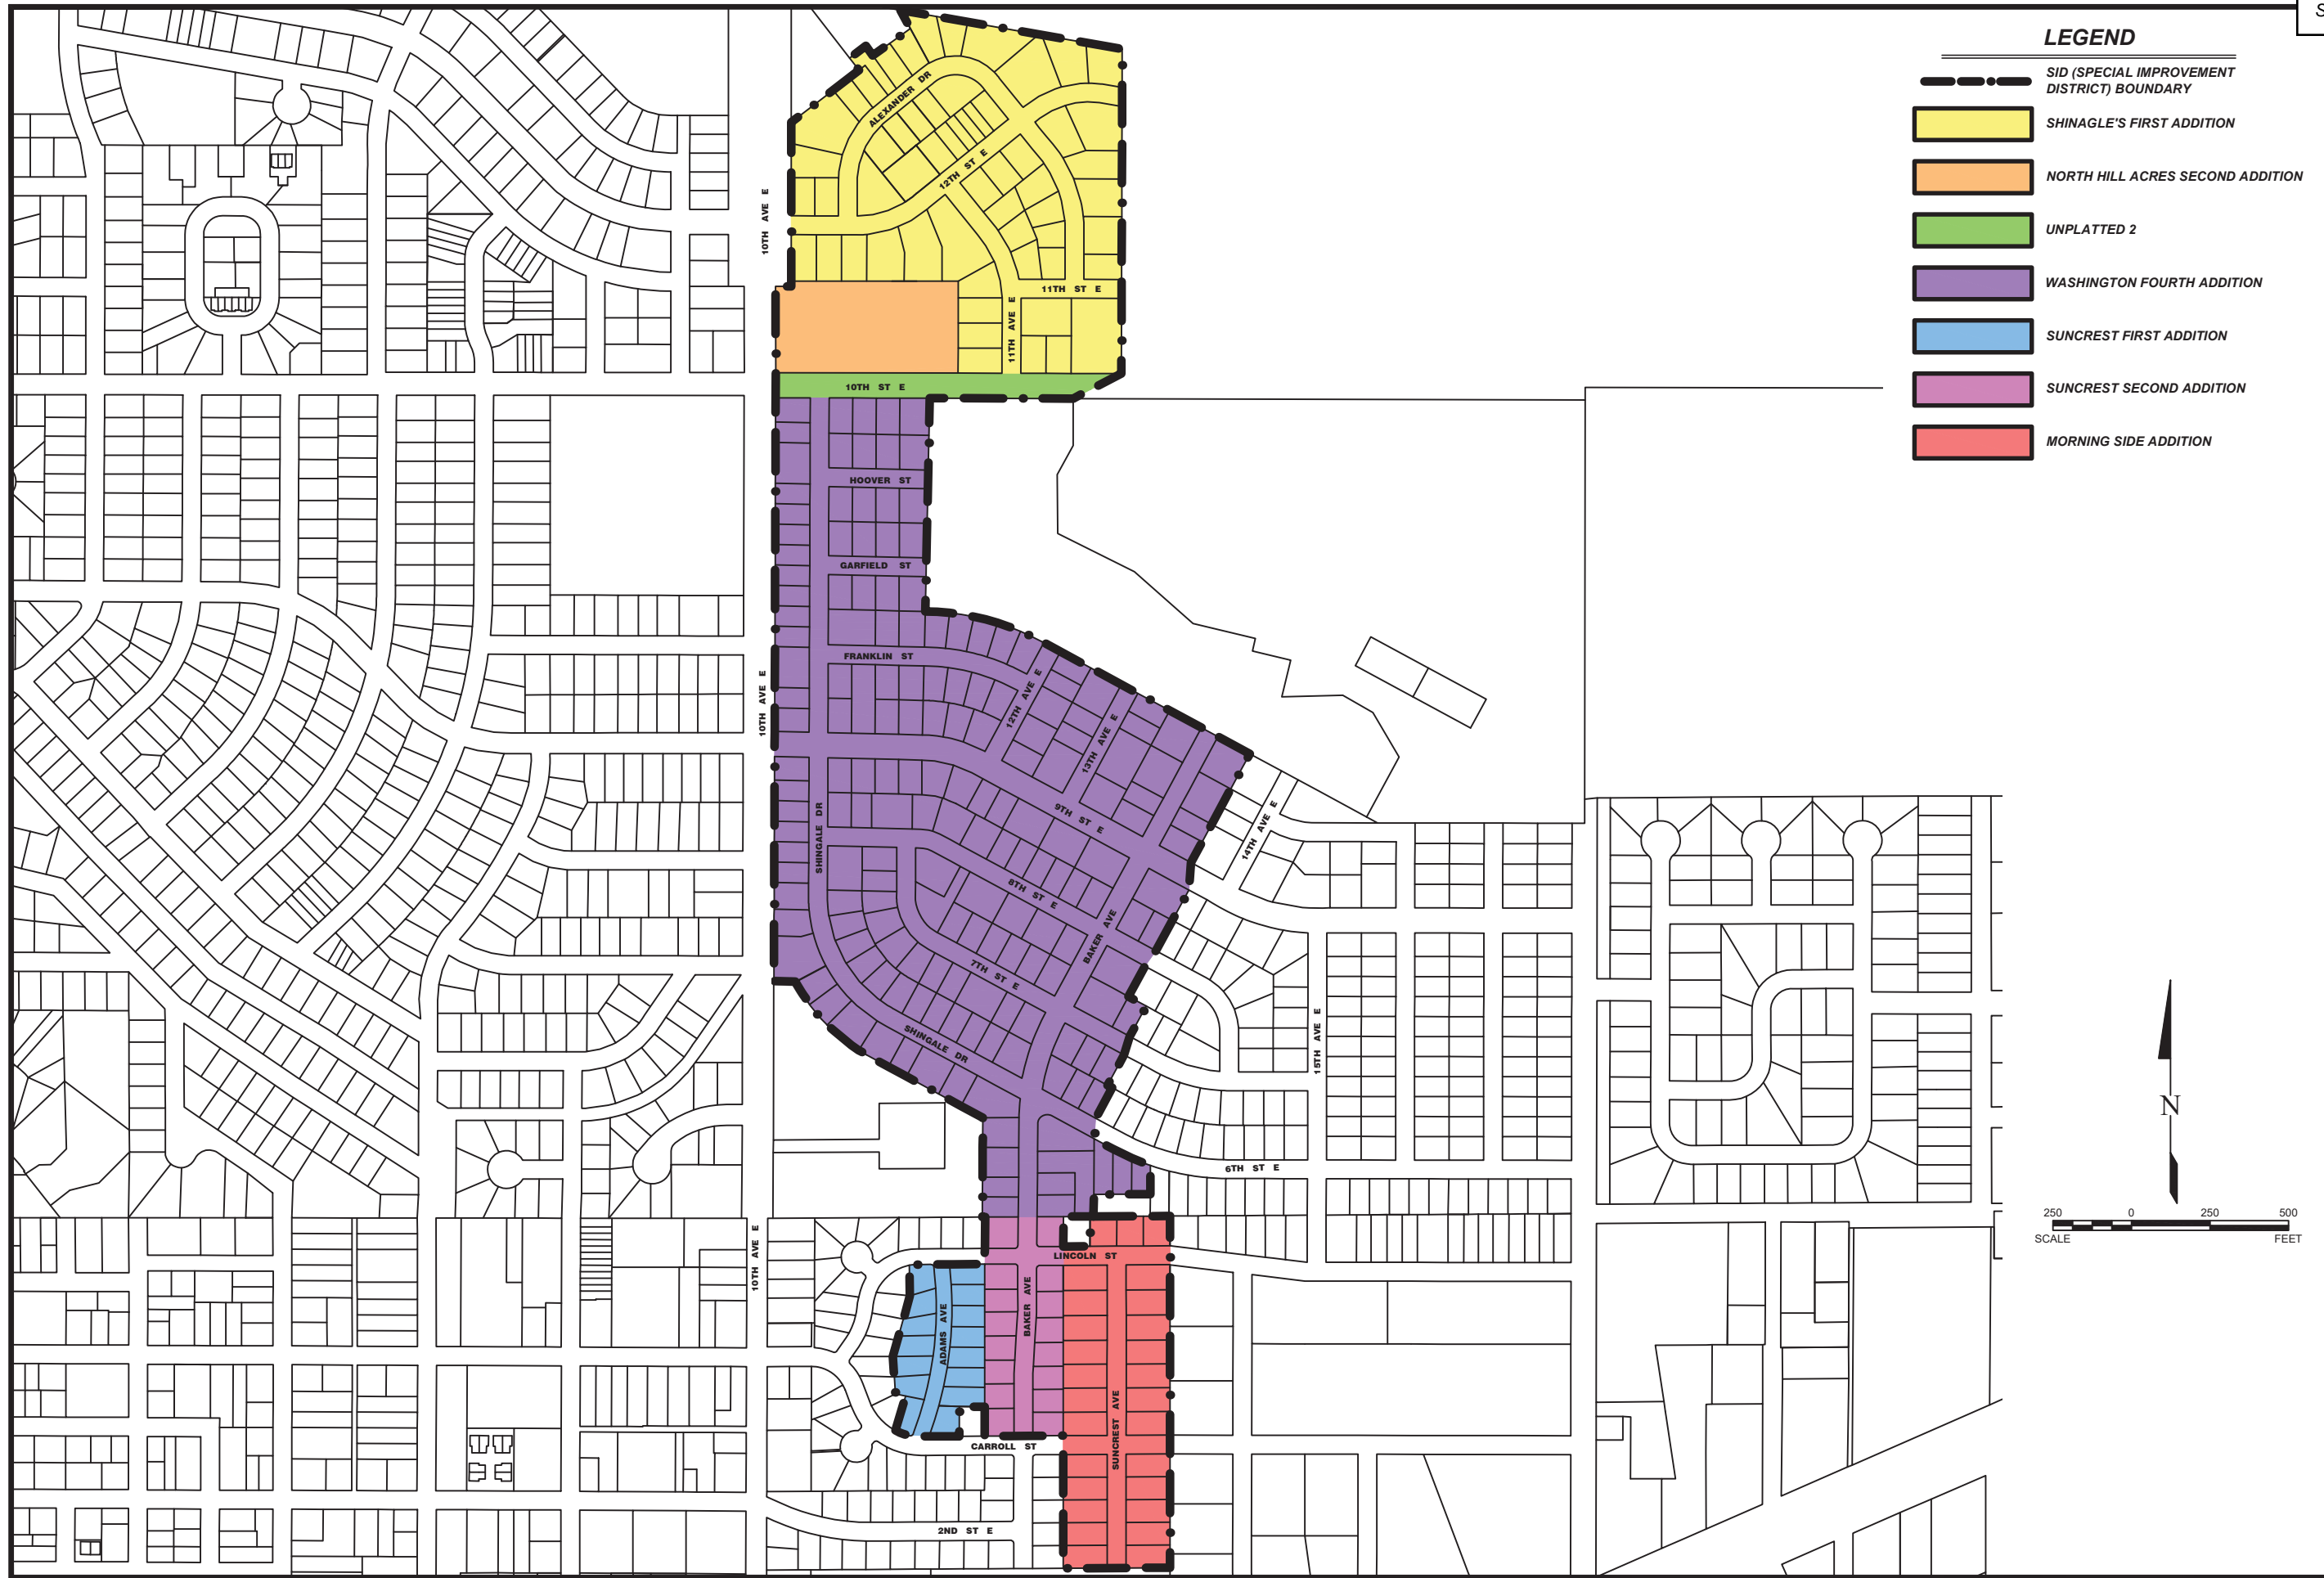 S
LEGEND
SID (SPECIAL IMPROVEMENT
DISTRICT) BOUNDARY
SHINAGLE'S FIRST ADDITION
NORTH HILL ACRES SECOND ADDITION
UNPLATTED 2
WASHINGTON FOURTH ADDITION
SUNCREST FIRST ADDITION
SUNCREST SECOND ADDITION
MORNING SIDE ADDITION
ALEXANDER DR
12TH ST E
10TH AVE E
11TH ST E
11TH AVE E
10TH ST E
HOOVER ST
GARFIELD ST
FRANKLIN ST
12TH AVE E
10TH AVE E
13TH AVE E
9TH ST E
14TH AVE E
SHINGALE DR
8TH ST E
BAKER AVE
7TH ST E
SHINGALE DR
15TH AVE E
6TH ST E
10TH AVE E
LINCOLN ST
ADAMS AVE
BAKER AVE
SUNCREST AVE
CARROLL ST
2ND ST E
N
250 0 250 500
SCALE FEET